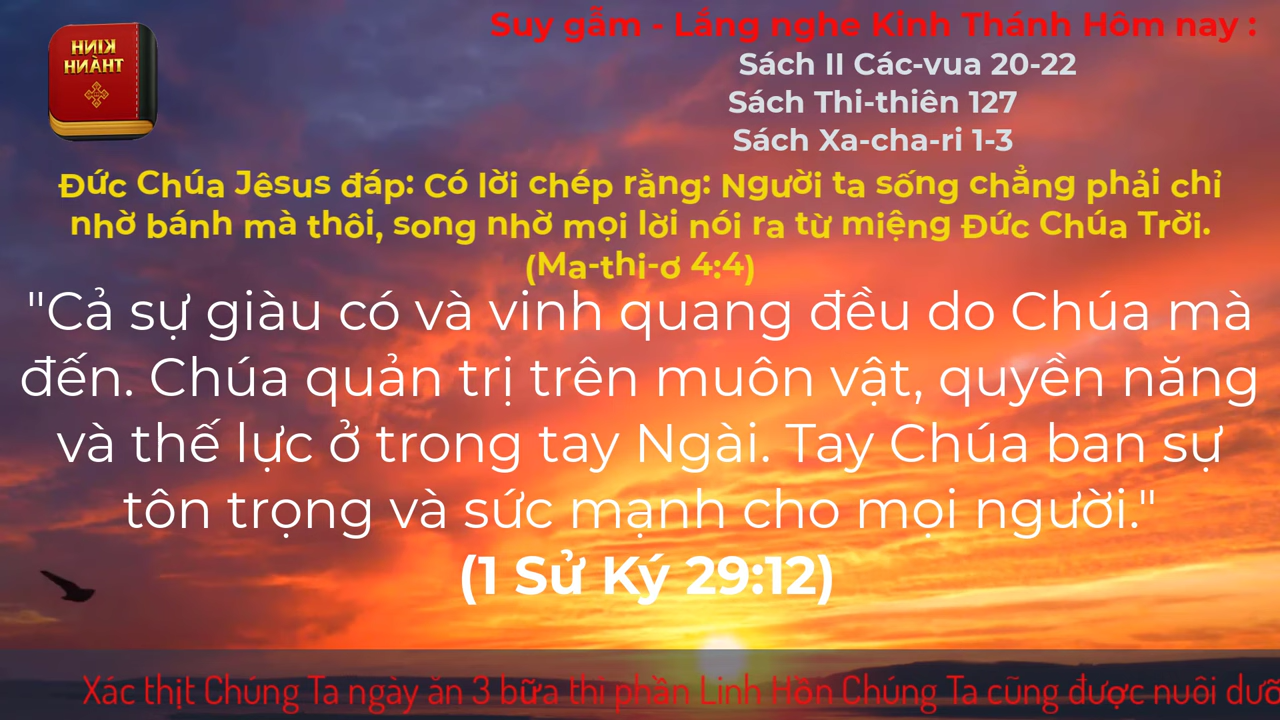 KINH
THÁNH
Suy gẫm - Lắng nghe Kinh Thánh Hôm nay :
Sách II Các-vua 20-22
Sách Thi-thiên 127
Sách Xa-cha-ri 1-3
Đức Chúa Jêsus đáp: Có lời chép rằng: Người ta sống chẳng phải chỉ
nhờ bánh mà thôi, song nhờ mọi lời nói ra từ miệng Đức Chúa Trời.
(Ma-thi-ơ 4:4)
"Cả sự giàu có và vinh quang đều do Chúa mà
đến. Chúa quản trị trên muôn vật, quyền năng
và thế lực ở trong tay Ngài. Tay Chúa ban sự
tôn trọng và sức mạnh cho mọi người."
(1 Sử Ký 29:12)
Xác thịt Chúng Ta ngày ăn 3 bữa thi phần Linh Hồn Chúng Ta cũng được nuôi